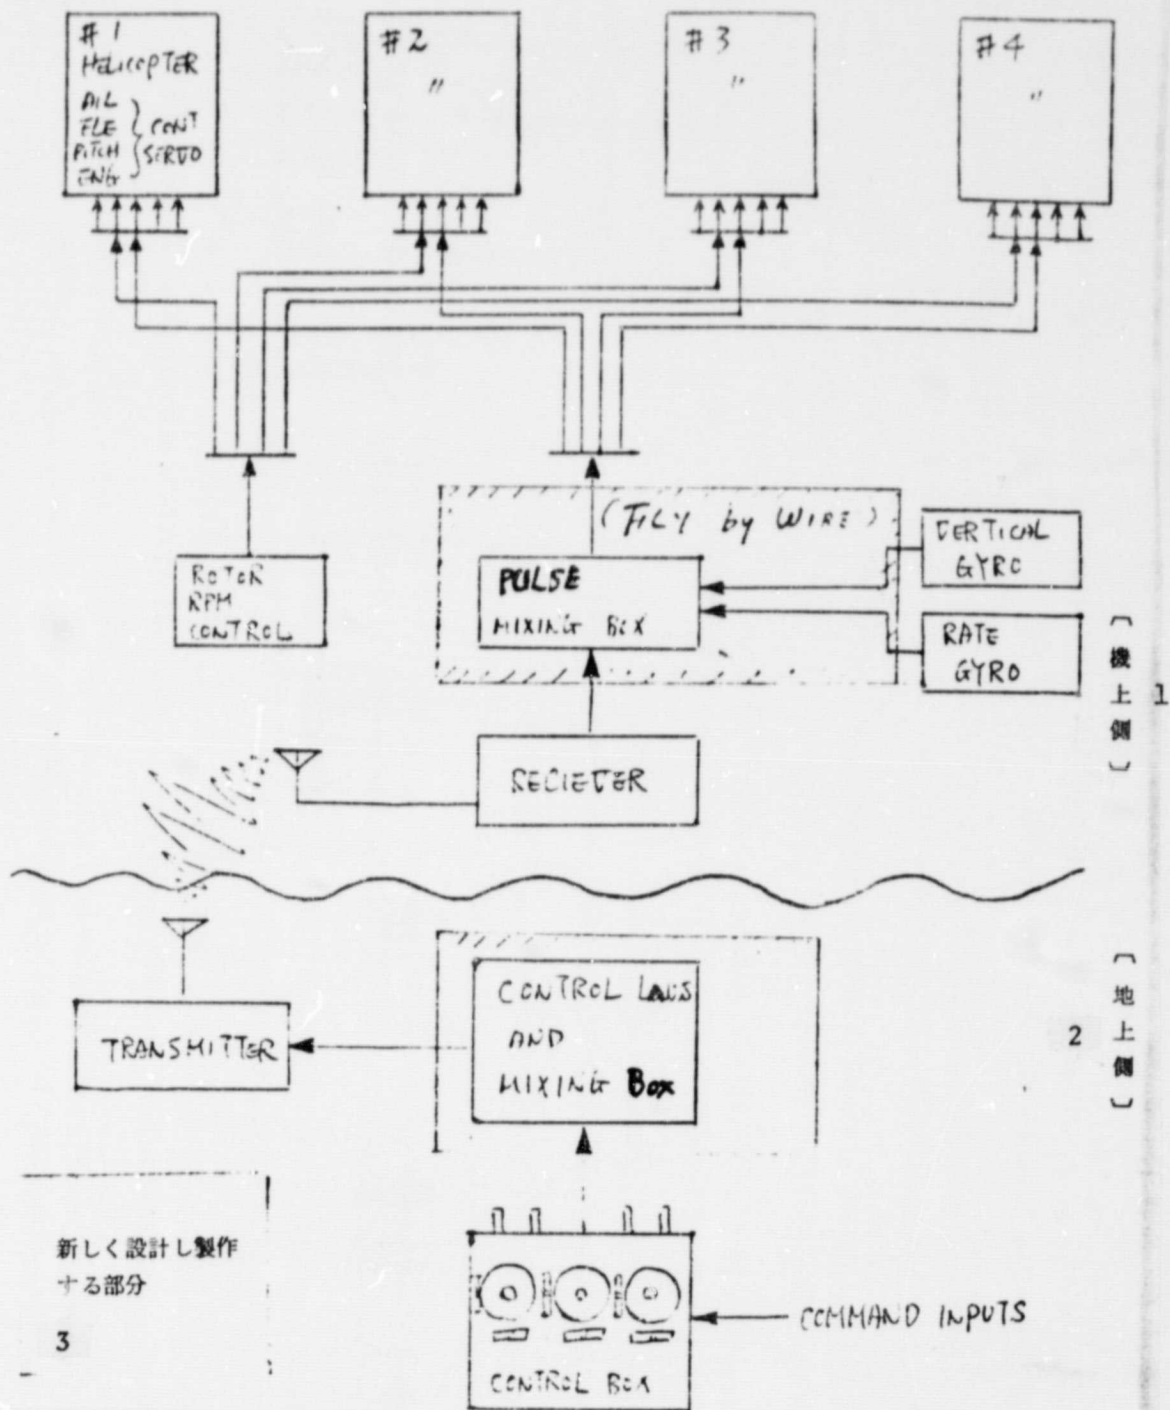 #1
HELICOPTER
AIL
ELE
PITCH
ENG
CONT
SERVO
#2
"
#3
"
#4
"
(FILY by WIRE)
ROTOR
RPM
CONTROL
PULSE
MIXING BOX
VERTICAL
GYRO
RATE
GYRO
RECIEVER
〔機上側〕
1
TRANSMITTER
CONTROL LAWS
AND
MIXING Box
2
〔地上側〕
新しく設計し製作
する部分
3
COMMAND INPUTS
CONTROL BOX